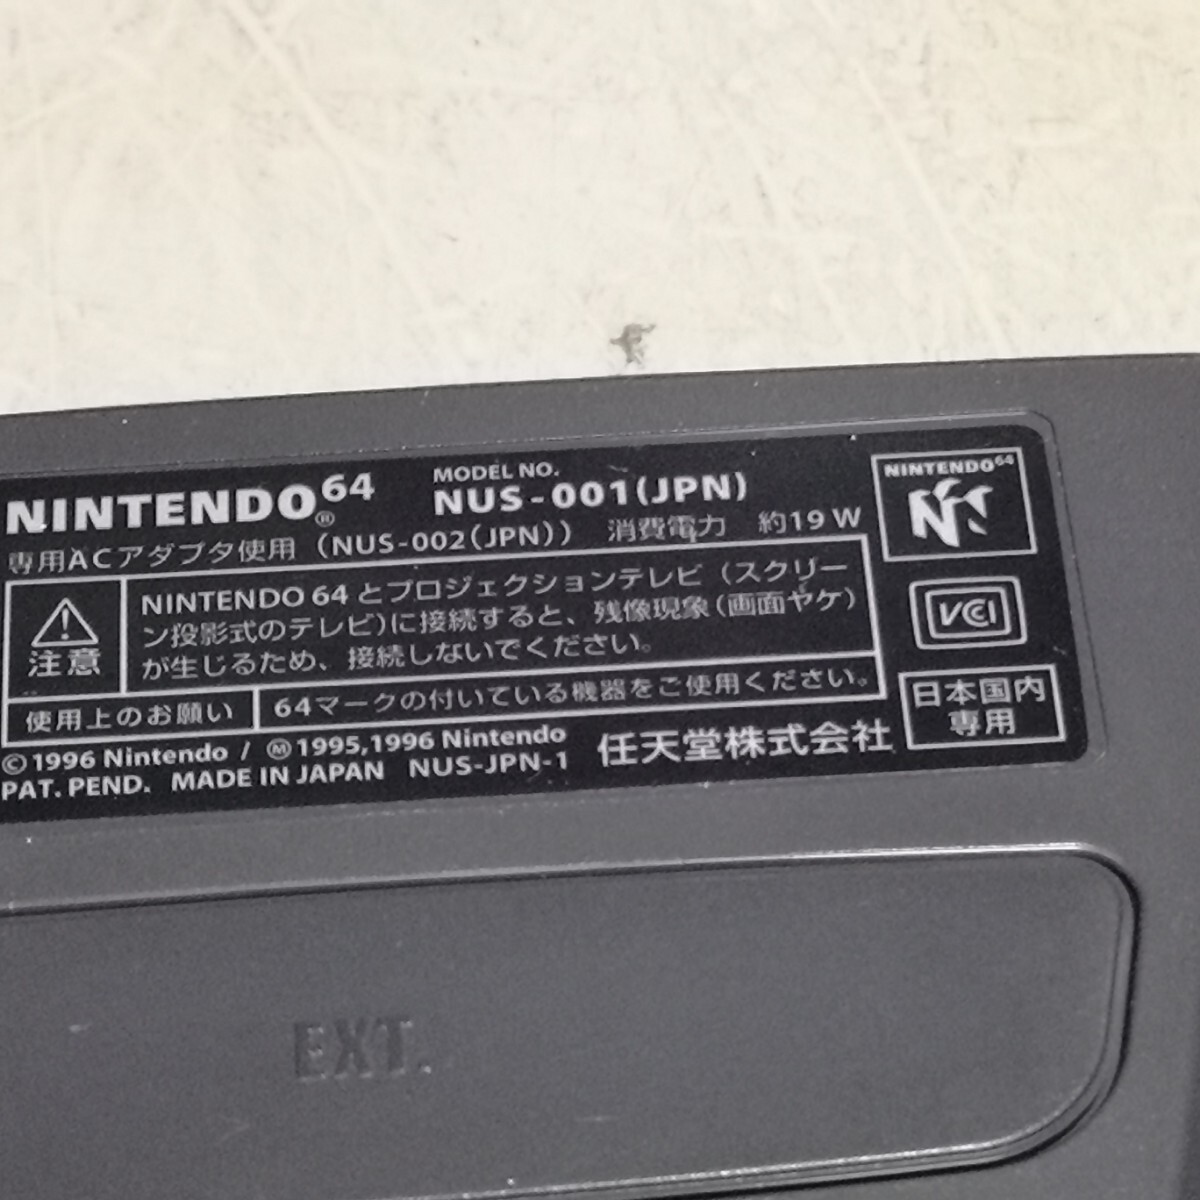 NINTENDO64®
MODEL NO.
NUS-001(JPN)
専用ACアダプタ使用 (NUS-002(JPN)) 消費電力 約19W
注意
NINTENDO 64とプロジェクションテレビ(スクリー
ン投影式のテレビ)に接続すると、残像現象(画面ヤケ)
が生じるため、接続しないでください。
使用上のお願い
64マークの付いている機器をご使用ください。
©1996 Nintendo / Ⓜ1995,1996 Nintendo
PAT. PEND. MADE IN JAPAN NUS-JPN-1
任天堂株式会社
NINTENDO64
N
VCCI
日本国内
専用
EXT.